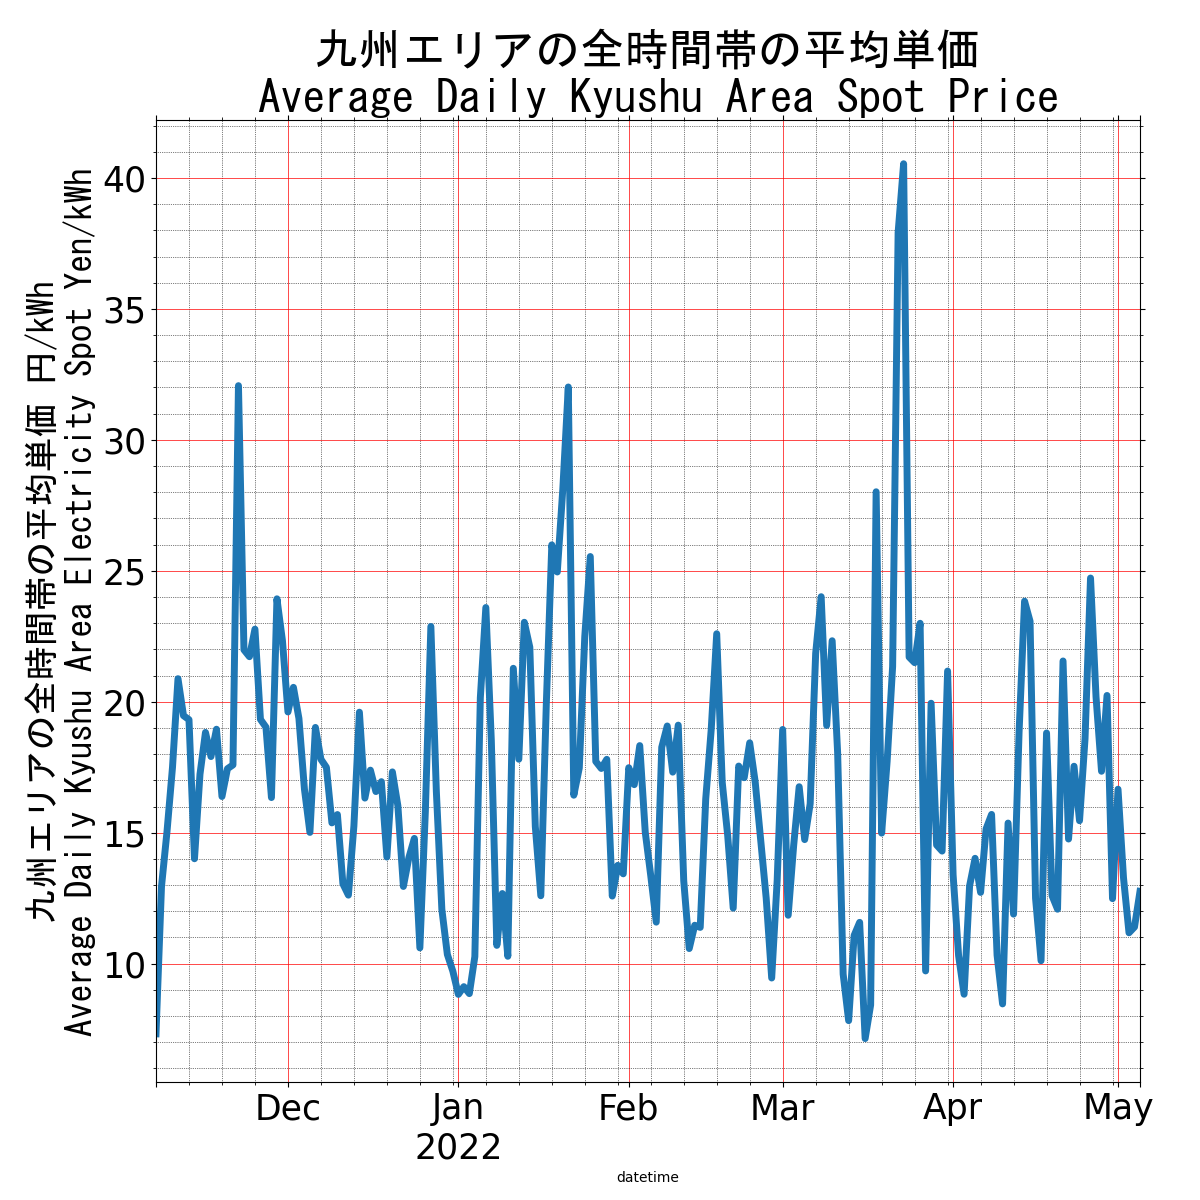 九州エリアの全時間帯の平均単価
Average Daily Kyushu Area Spot Price
九州エリアの全時間帯の平均単価 円/kWh
Average Daily Kyushu Area Electricity Spot Yen/kWh
40
35
30
25
20
15
10
Dec
Jan
2022
Feb
Mar
Apr
May
datetime